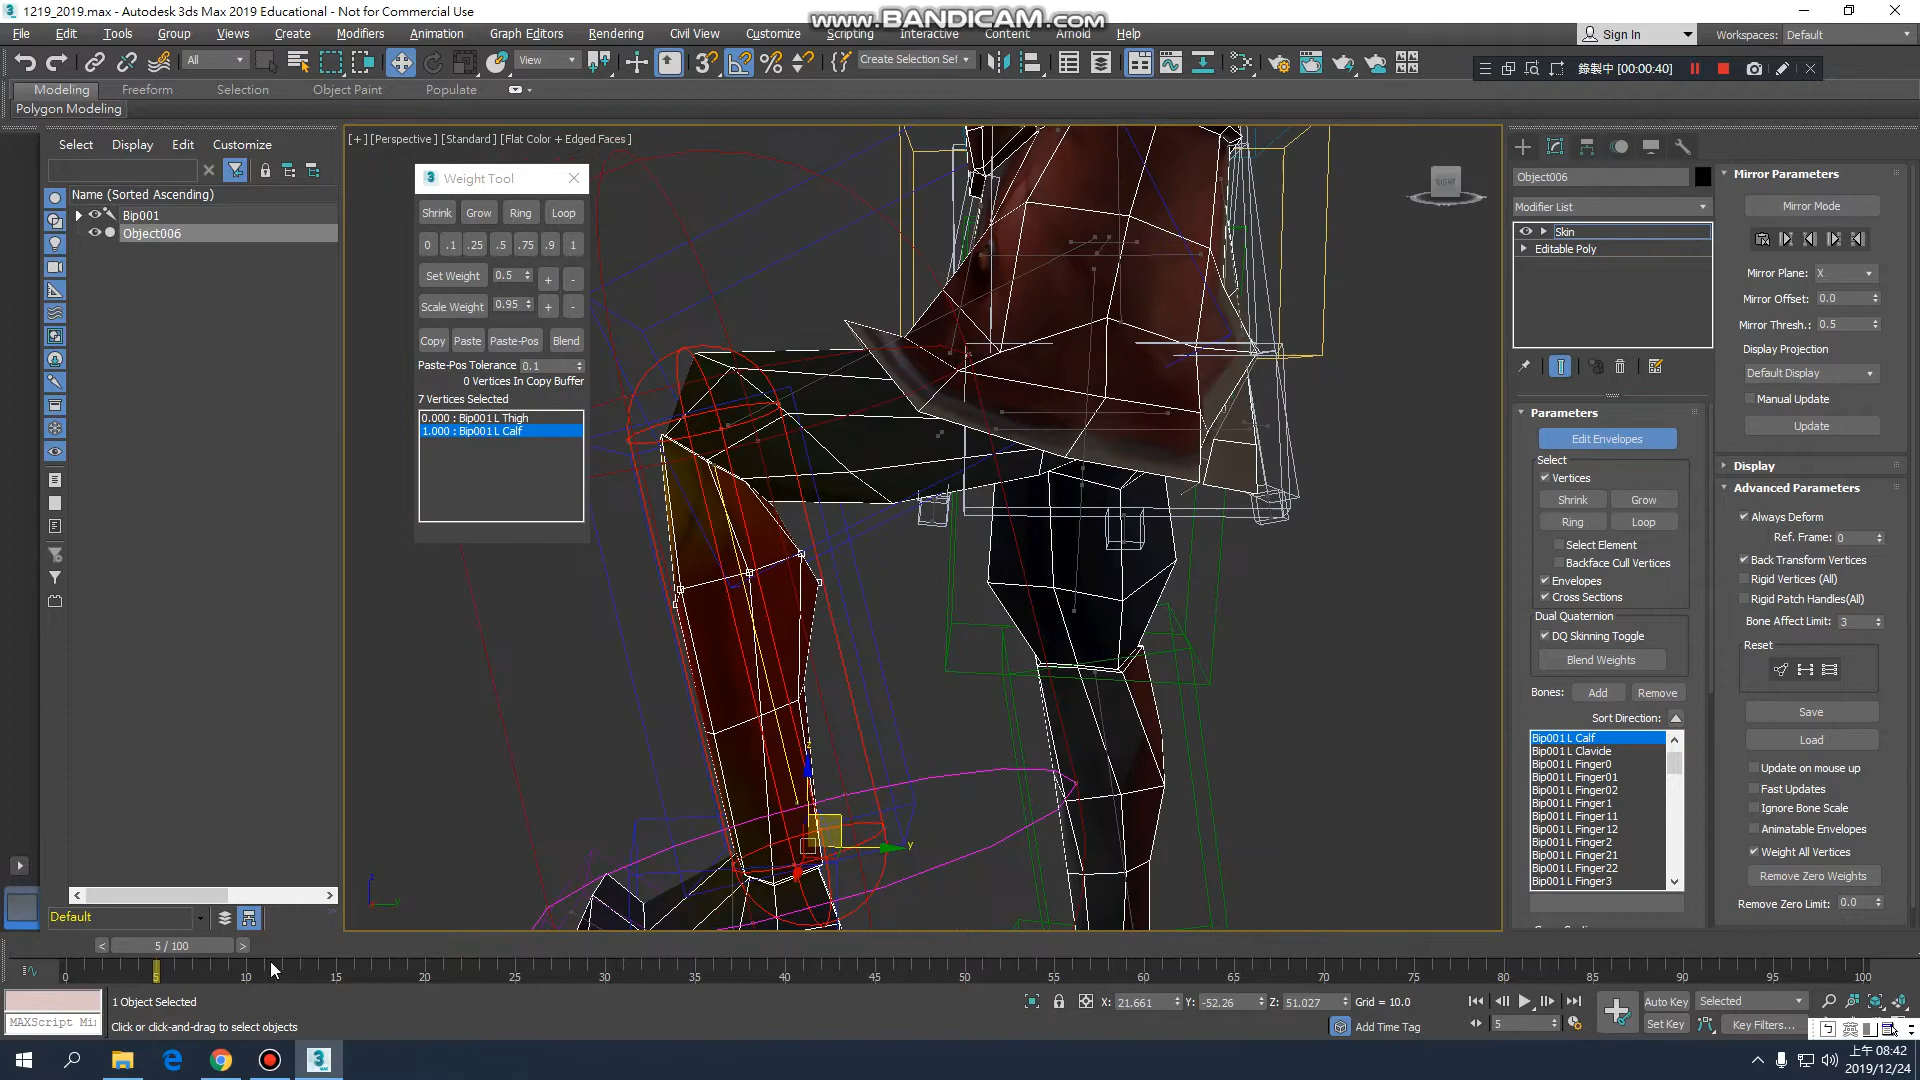 1219_2019.max - Autodesk 3ds Max 2019 Educational - Not for Commercial Use
www.BANDICAM.com
File Edit Tools Group Views Create Modifiers Animation Graph Editors Rendering Civil View Customize Scripting Interactive Content Arnold Help
Sign In
Workspaces: Default
All
View
Create Selection Set
錄製中 [00:00:40]
Modeling Freeform Selection Object Paint Populate
Polygon Modeling
Select Display Edit Customize
Name (Sorted Ascending)
Bip001
Object006
[+] [Perspective] [Standard] [Flat Color + Edged Faces]
Weight Tool
Shrink Grow Ring Loop
0 .1 .25 .5 .75 .9 1
Set Weight 0.5 + -
Scale Weight 0.95 + -
Copy Paste Paste-Pos Blend
Paste-Pos Tolerance 0.1
0 Vertices In Copy Buffer
7 Vertices Selected
0.000 : Bip001 L Thigh
1.000 : Bip001 L Calf
RIGHT
z
y
Object006
Modifier List
Skin
Editable Poly
Parameters
Edit Envelopes
Select
Vertices
Shrink Grow
Ring Loop
Select Element
Backface Cull Vertices
Envelopes
Cross Sections
Dual Quaternion
DQ Skinning Toggle
Blend Weights
Bones: Add Remove
Sort Direction:
Bip001 L Calf
Bip001 L Clavicle
Bip001 L Finger0
Bip001 L Finger01
Bip001 L Finger02
Bip001 L Finger1
Bip001 L Finger11
Bip001 L Finger12
Bip001 L Finger2
Bip001 L Finger21
Bip001 L Finger22
Bip001 L Finger3
Mirror Parameters
Mirror Mode
Mirror Plane: X
Mirror Offset: 0.0
Mirror Thresh.: 0.5
Display Projection
Default Display
Manual Update
Update
Display
Advanced Parameters
Always Deform
Ref. Frame: 0
Back Transform Vertices
Rigid Vertices (All)
Rigid Patch Handles(All)
Bone Affect Limit: 3
Reset
Save
Load
Update on mouse up
Fast Updates
Ignore Bone Scale
Animatable Envelopes
Weight All Vertices
Remove Zero Weights
Remove Zero Limit: 0.0
Default
< 5 / 100 >
0 5 10 15 20 25 30 35 40 45 50 55 60 65 70 75 80 85 90 95 100
1 Object Selected
X: 21.661 Y: -52.26 Z: 51.027 Grid = 10.0
Auto Key Selected
MAXScript Mi
Click or click-and-drag to select objects
Add Time Tag
5
Set Key Key Filters...
英
上午 08:42
2019/12/24